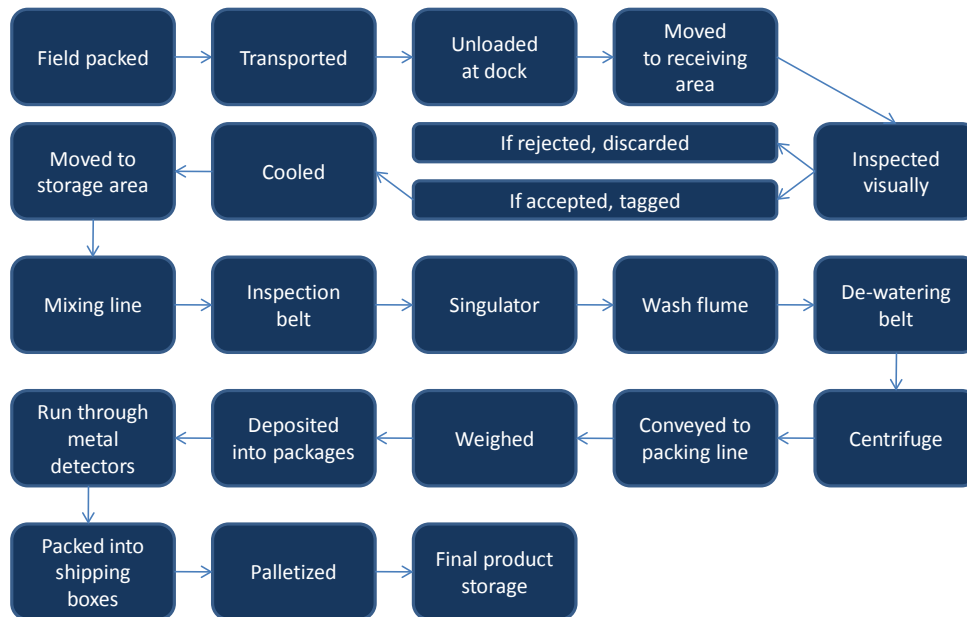 Field packed
Transported
Unloaded
at dock
Moved
to receiving
area
Inspected
visually
If rejected, discarded
If accepted, tagged
Cooled
Moved to
storage area
Mixing line
Inspection
belt
Singulator
Wash flume
De-watering
belt
Centrifuge
Conveyed to
packing line
Weighed
Deposited
into packages
Run through
metal
detectors
Packed into
shipping
boxes
Palletized
Final product
storage